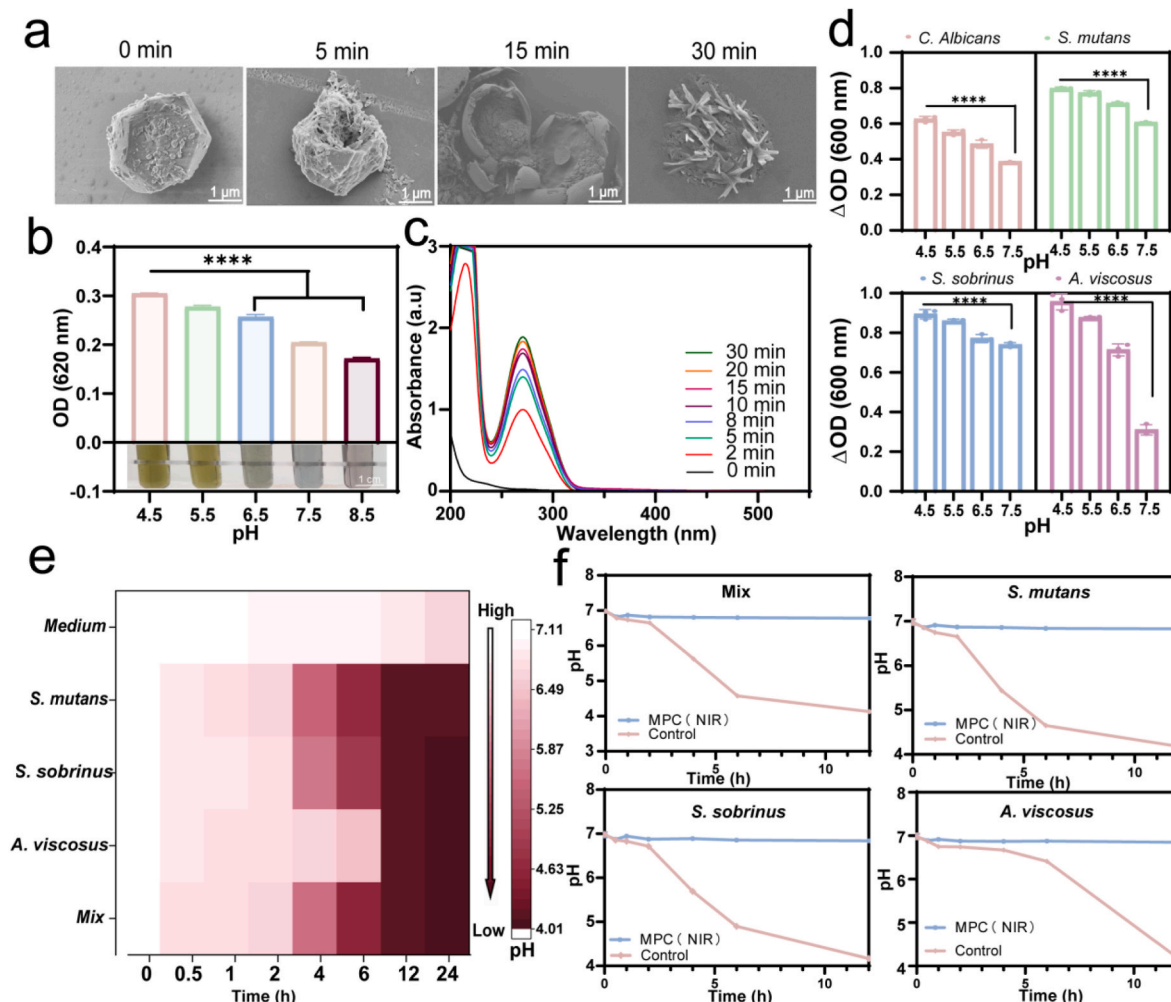 a
0 min
5 min
15 min
30 min
1 μm
1 μm
1 μm
1 μm
b
OD (620 nm)
0.4
0.3
0.2
0.1
0.0
-0.1
****
1 cm
4.5 5.5 6.5 7.5 8.5
pH
c
Absorbance (a.u)
3
2
1
0
30 min
20 min
15 min
10 min
8 min
5 min
2 min
0 min
200 300 400 500
Wavelength (nm)
d
C. Albicans
S. mutans
△OD (600 nm)
1.0
0.8
0.6
0.4
0.2
0.0
****
****
4.5 5.5 6.5 7.5 4.5 5.5 6.5 7.5
pH
S. sobrinus
A. viscosus
△OD (600 nm)
1.0
0.8
0.6
0.4
0.2
0.0
****
****
4.5 5.5 6.5 7.5 4.5 5.5 6.5 7.5
pH
e
Medium
S. mutans
S. sobrinus
A. viscosus
Mix
0 0.5 1 2 4 6 12 24
Time (h)
High
Low
7.11
6.49
5.87
5.25
4.63
4.01
pH
f
Mix
pH
8
7
6
5
4
3
MPC（NIR）
Control
0 5 10
Time (h)
S. mutans
pH
8
7
6
5
4
MPC（NIR）
Control
0 5 10
Time (h)
S. sobrinus
pH
8
7
6
5
4
MPC（NIR）
Control
0 5 10
Time (h)
A. viscosus
pH
8
7
6
5
4
MPC（NIR）
Control
0 5 10
Time (h)